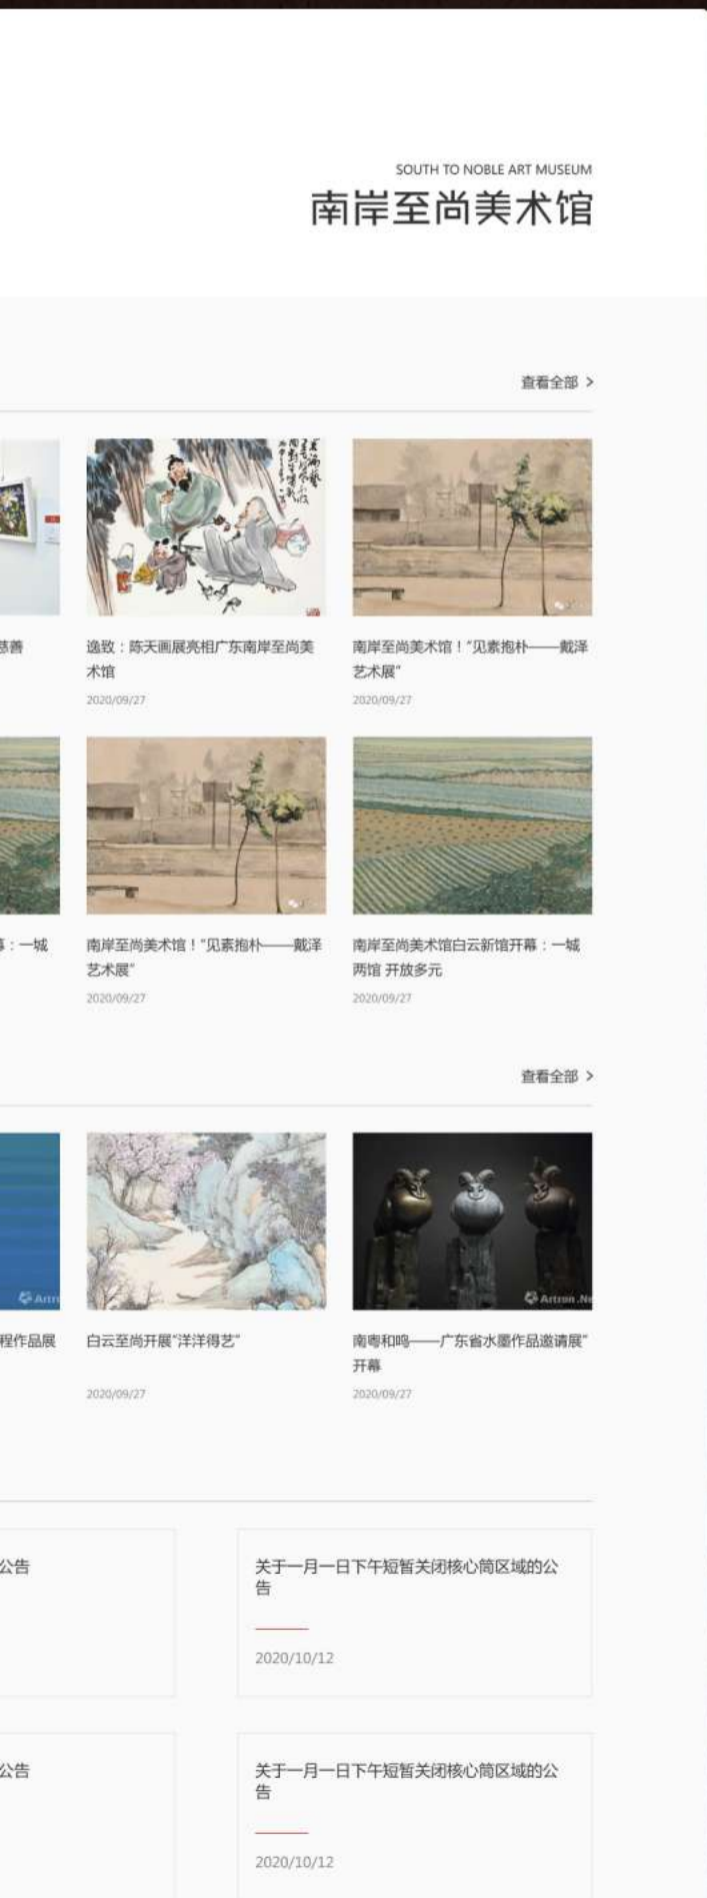 SOUTH TO NOBLE ART MUSEUM
南岸至尚美术馆
查看全部 >
慈善
逸致：陈天画展亮相广东南岸至尚美
术馆
2020/09/27
南岸至尚美术馆！“见素抱朴——戴泽
艺术展”
2020/09/27
幕：一城
南岸至尚美术馆！“见素抱朴——戴泽
艺术展”
2020/09/27
南岸至尚美术馆白云新馆开幕：一城
两馆 开放多元
2020/09/27
查看全部 >
Artron.Ne
程作品展
白云至尚开展“洋洋得艺”
2020/09/27
南粤和鸣——广东省水墨作品邀请展”
开幕
2020/09/27
公告
关于一月一日下午短暂关闭核心筒区域的公
告
2020/10/12
公告
关于一月一日下午短暂关闭核心筒区域的公
告
2020/10/12